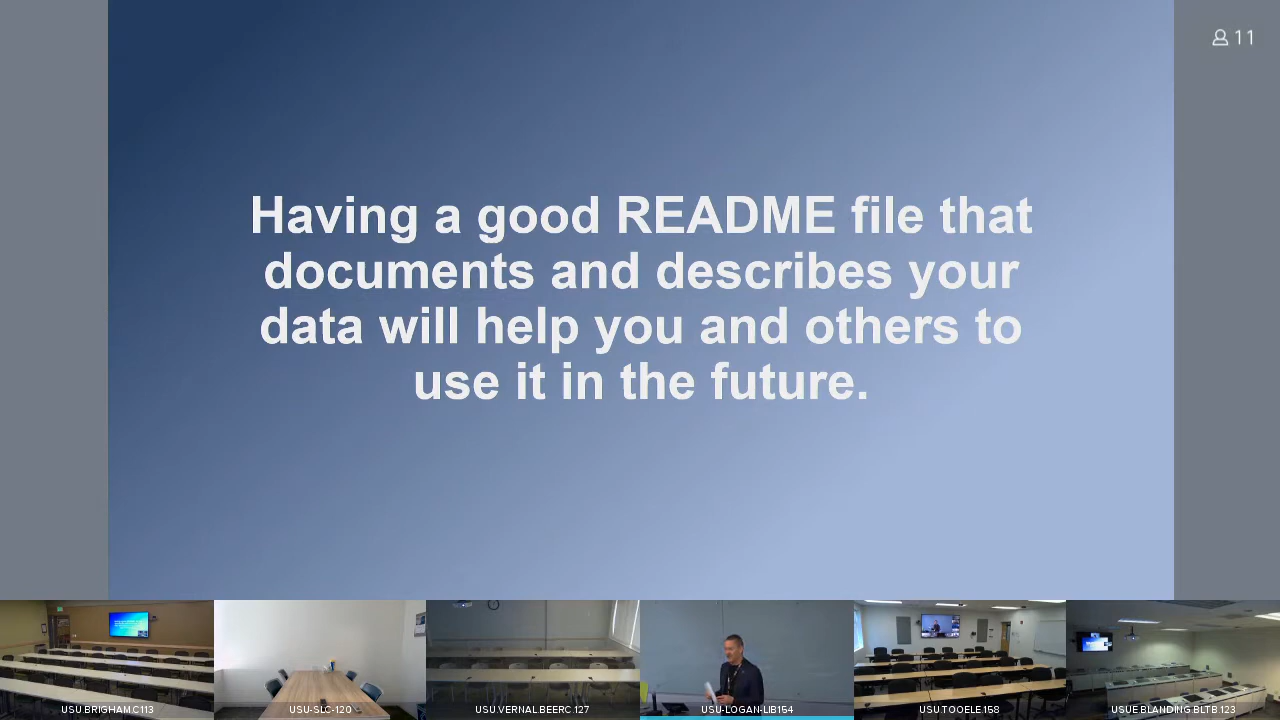 11
Having a good README file that
documents and describes your
data will help you and others to
use it in the future.
USU.BRIGHAM.C113
USU-SLC-120
USU.VERNAL.BEERC 127
USU-LOGAN-LIB154
USU.TOOELE.158
USUE BLANDING BLTB.123